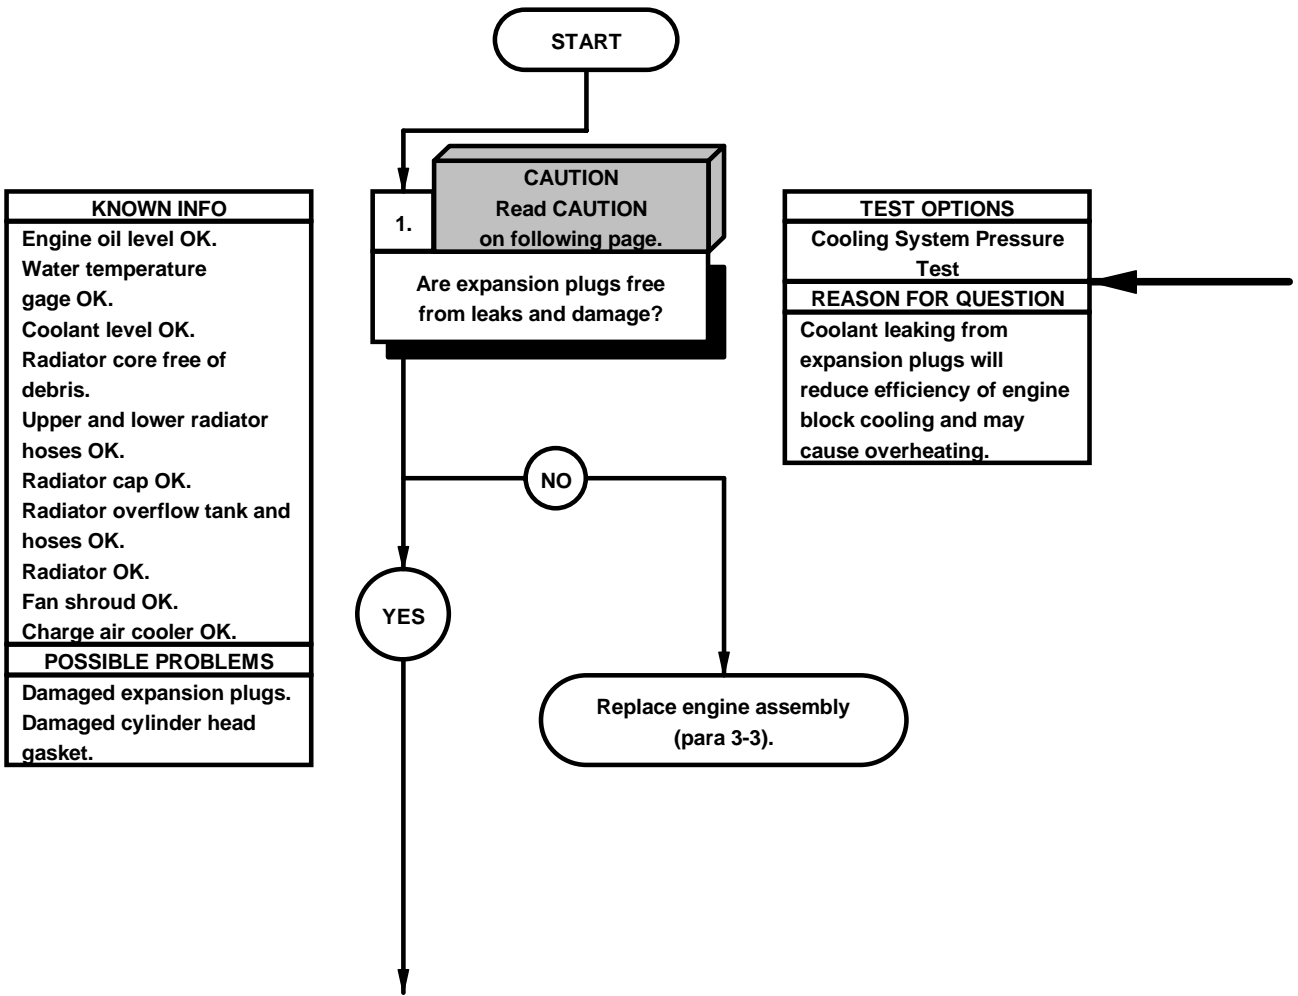 START
KNOWN INFO
Engine oil level OK.
Water temperature
gage OK.
Coolant level OK.
Radiator core free of
debris.
Upper and lower radiator
hoses OK.
Radiator cap OK.
Radiator overflow tank and
hoses OK.
Radiator OK.
Fan shroud OK.
Charge air cooler OK.
POSSIBLE PROBLEMS
Damaged expansion plugs.
Damaged cylinder head
gasket.
1.
CAUTION
Read CAUTION
on following page.
Are expansion plugs free
from leaks and damage?
NO
YES
Replace engine assembly
(para 3-3).
TEST OPTIONS
Cooling System Pressure
Test
REASON FOR QUESTION
Coolant leaking from
expansion plugs will
reduce efficiency of engine
block cooling and may
cause overheating.